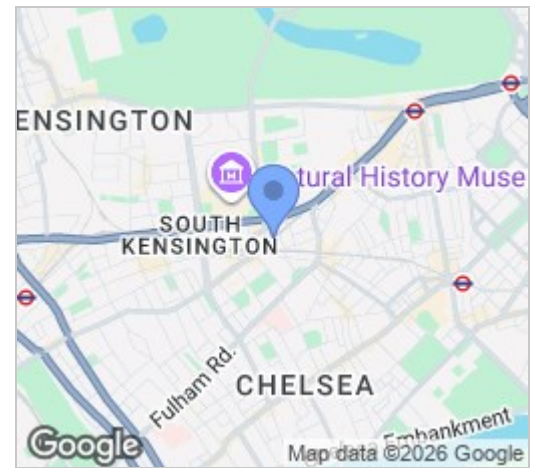 ENSINGTON
tural History Muse
SOUTH
KENSINGTON
Fulham Rd.
CHELSEA
Embankment
Google
Map data ©2026 Google